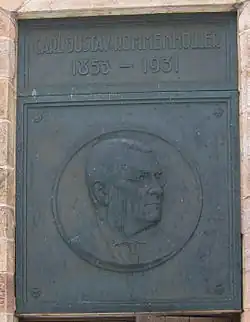 CARL GUSTAV ROMMENHÖLLER
1853 – 1931